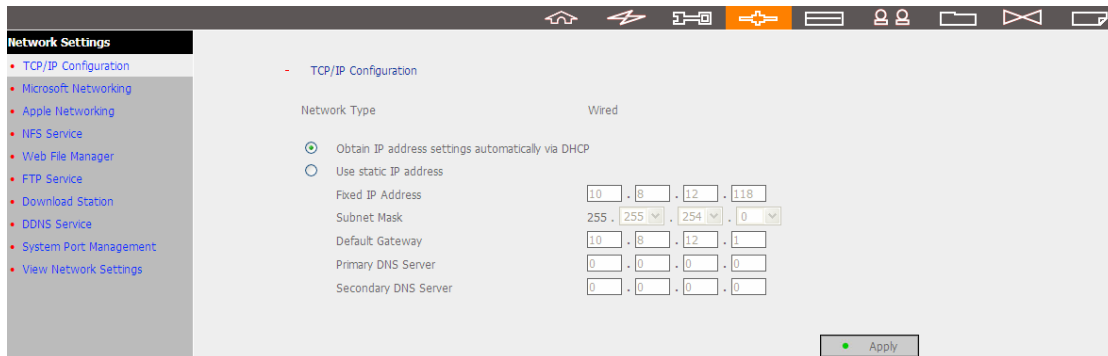 Network Settings
• TCP/IP Configuration
• Microsoft Networking
• Apple Networking
• NFS Service
• Web File Manager
• FTP Service
• Download Station
• DDNS Service
• System Port Management
• View Network Settings
- TCP/IP Configuration
Network Type Wired
Obtain IP address settings automatically via DHCP
Use static IP address
Fixed IP Address 10 . 8 . 12 . 118
Subnet Mask 255 . 255 . 254 . 0
Default Gateway 10 . 8 . 12 . 1
Primary DNS Server 0 . 0 . 0 . 0
Secondary DNS Server 0 . 0 . 0 . 0
Apply